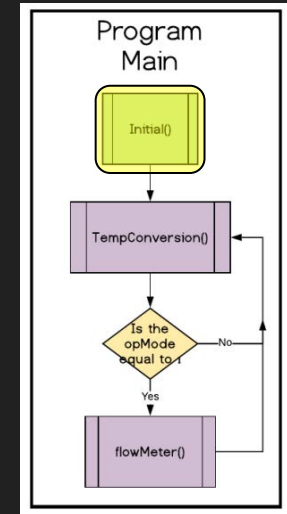 Program
Main
Initial()
TempConversion()
Is the
opMode
equal to
No
Yes
flowMeter()